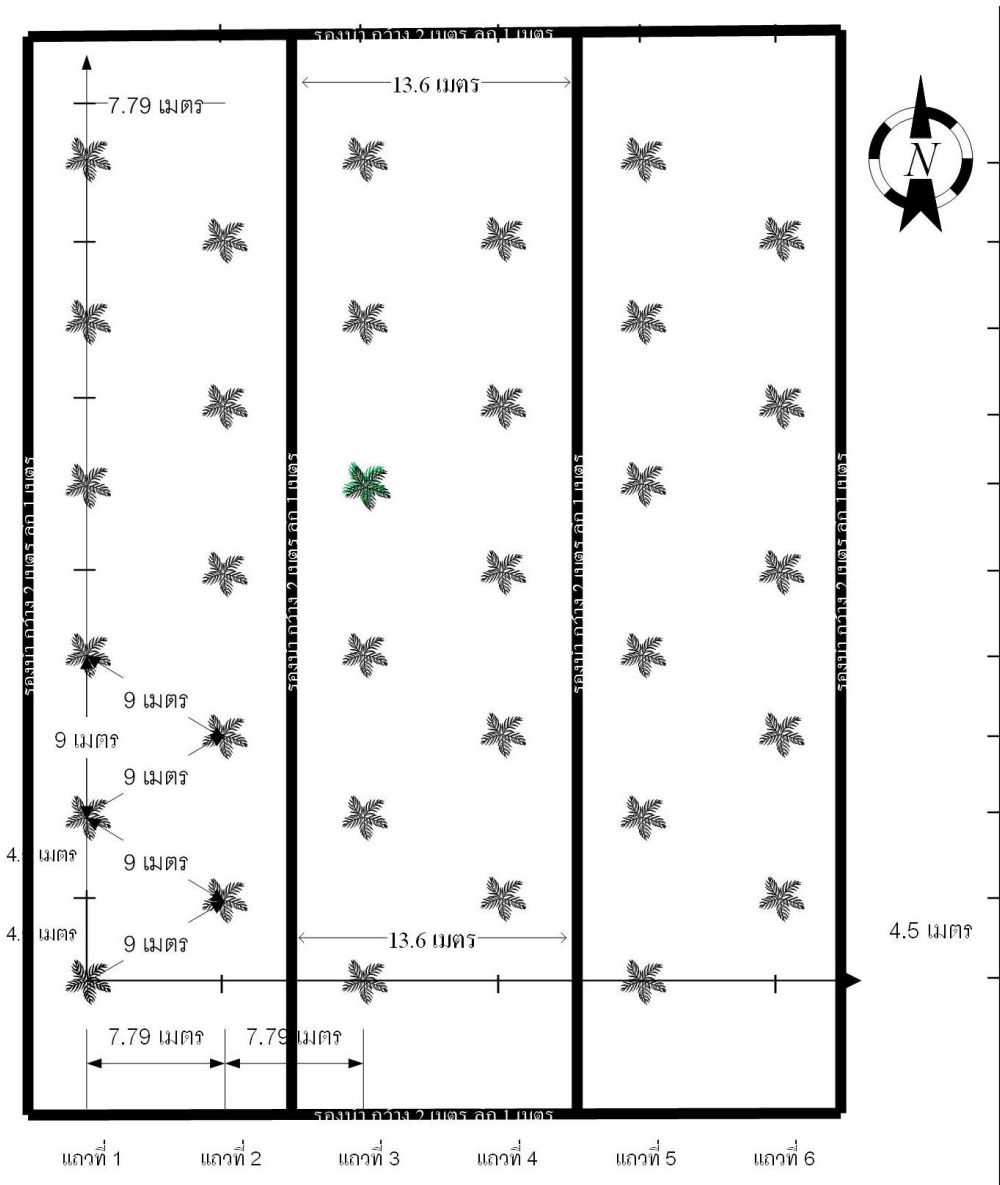 ร่องน้ำ กว้าง 2 เมตร ลึก 1 เมตร
13.6 เมตร
7.79 เมตร
N
ร่องน้ำ กว้าง 2 เมตร ลึก 1 เมตร
ร่องน้ำ กว้าง 2 เมตร ลึก 1 เมตร
ร่องน้ำ กว้าง 2 เมตร ลึก 1 เมตร
ร่องน้ำ กว้าง 2 เมตร ลึก 1 เมตร
9 เมตร
9 เมตร
9 เมตร
9 เมตร
4. เมตร
4. เมตร
9 เมตร
13.6 เมตร
4.5 เมตร
7.79 เมตร
7.79 เมตร
ร่องน้ำ กว้าง 2 เมตร ลึก 1 เมตร
แถวที่ 1
แถวที่ 2
แถวที่ 3
แถวที่ 4
แถวที่ 5
แถวที่ 6